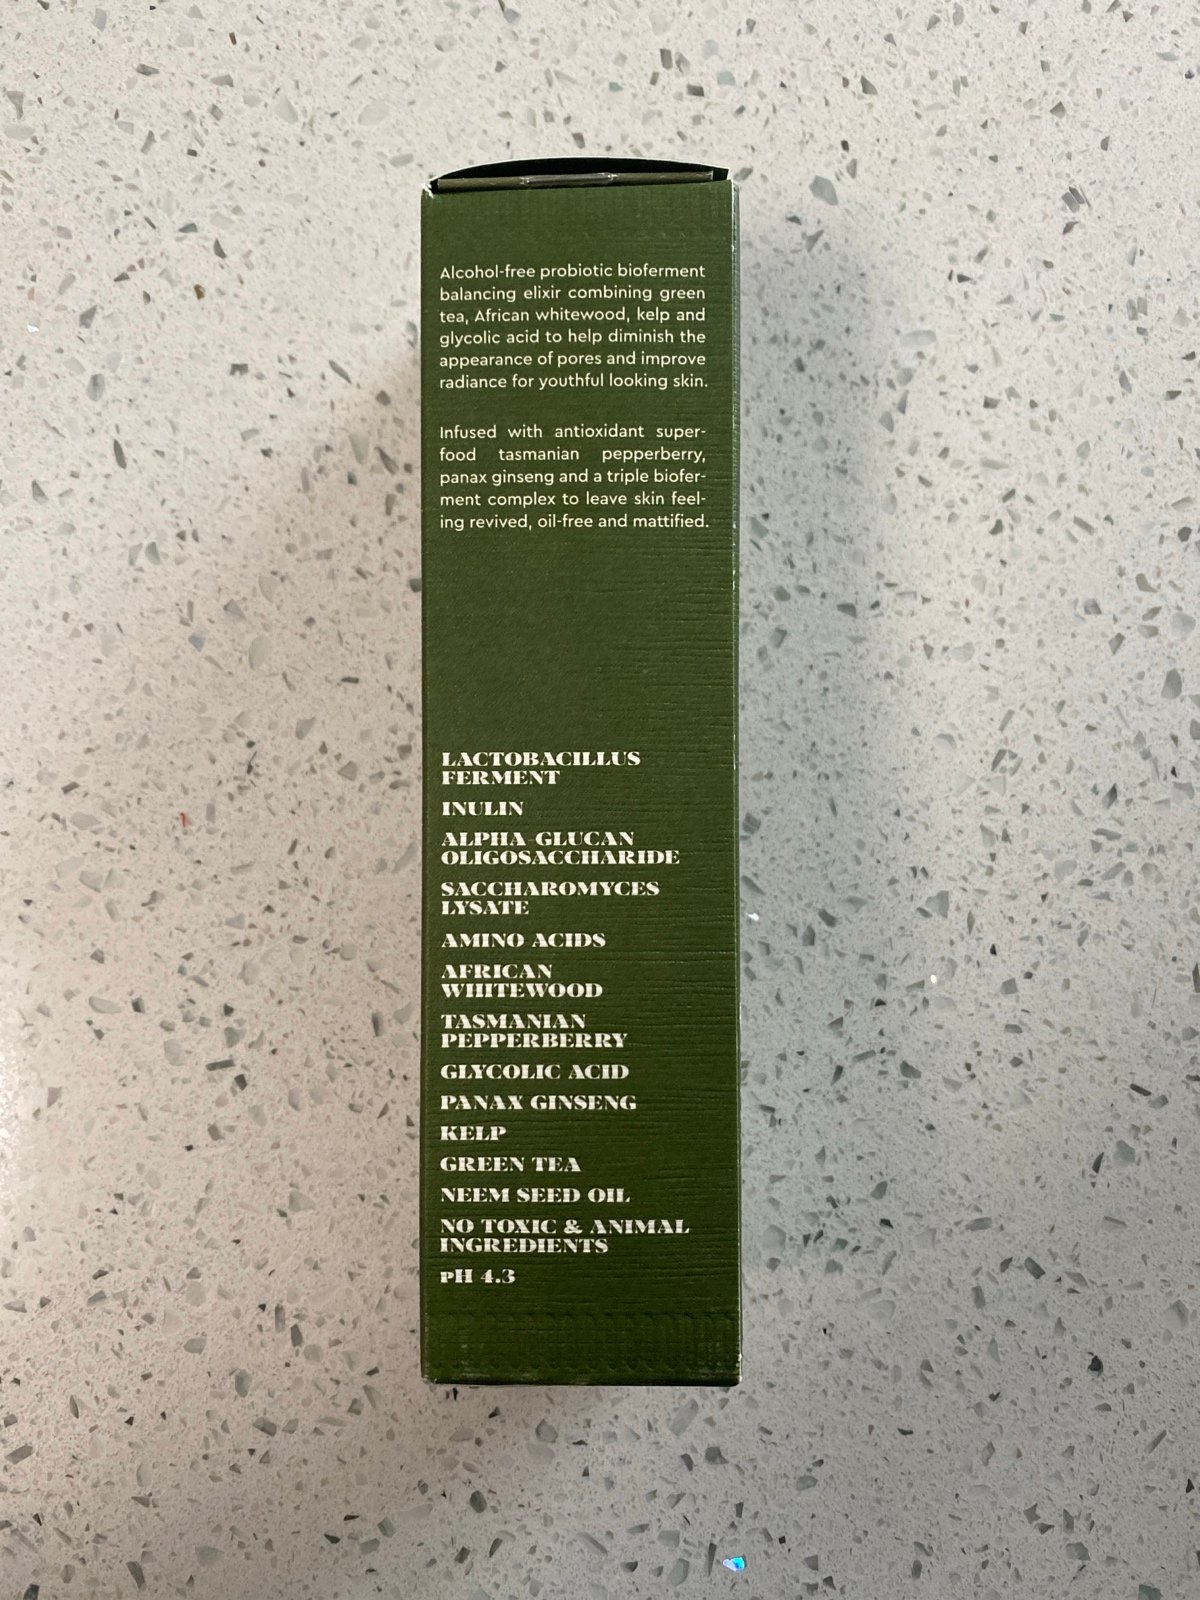 Alcohol-free probiotic bioferment
balancing elixir combining green
tea, African whitewood, kelp and
glycolic acid to help diminish the
appearance of pores and improve
radiance for youthful looking skin.
Infused with antioxidant super-
food tasmanian pepperberry,
panax ginseng and a triple biofer-
ment complex to leave skin feel-
ing revived, oil-free and mattified.
LACTOBACILLUS
FERMENT
INULIN
ALPHA-GLUCAN
OLIGOSACCHARIDE
SACCHAROMYCES
LYSATE
AMINO ACIDS
AFRICAN
WHITEWOOD
TASMANIAN
PEPPERBERRY
GLYCOLIC ACID
PANAX GINSENG
KELP
GREEN TEA
NEEM SEED OIL
NO TOXIC & ANIMAL
INGREDIENTS
pH 4.3